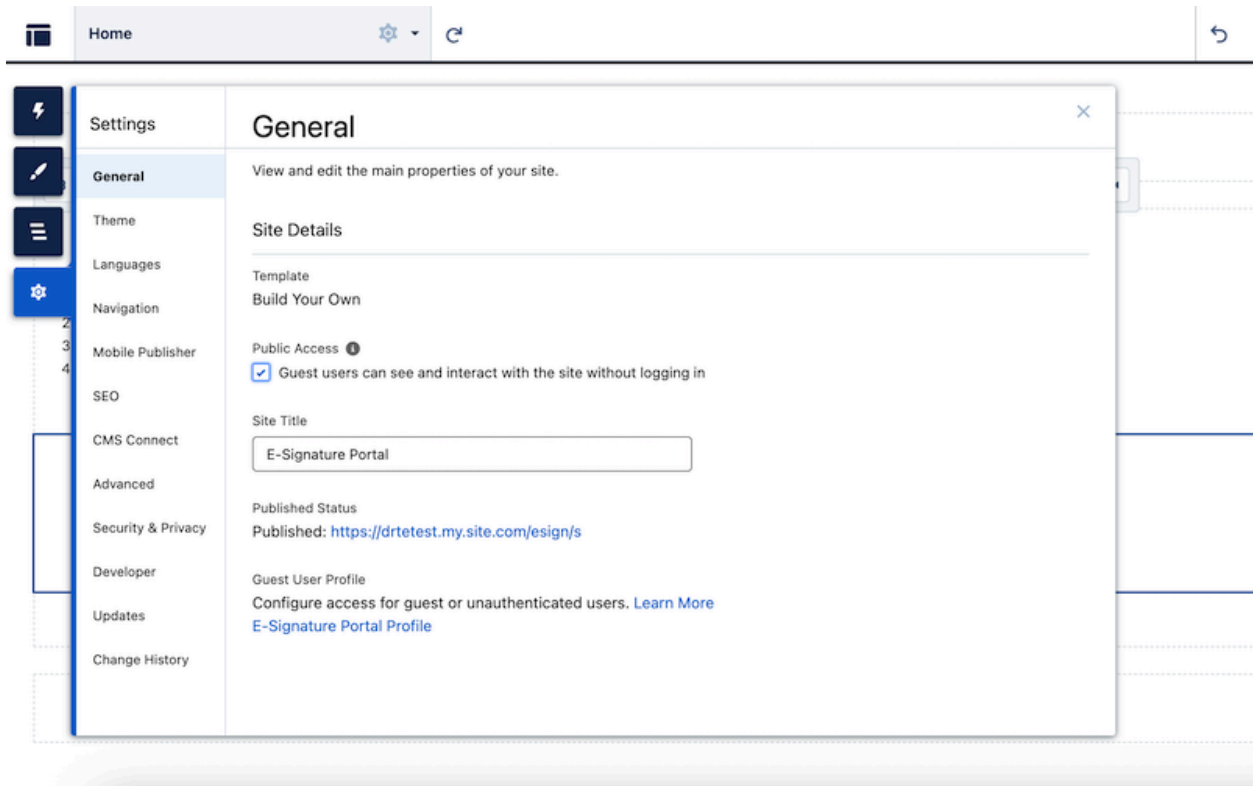 Home
Settings
General
Theme
Languages
Navigation
Mobile Publisher
SEO
CMS Connect
Advanced
Security & Privacy
Developer
Updates
Change History
General
View and edit the main properties of your site.
Site Details
Template
Build Your Own
Public Access
Guest users can see and interact with the site without logging in
Site Title
E-Signature Portal
Published Status
Published: https://drtetest.my.site.com/esign/s
Guest User Profile
Configure access for guest or unauthenticated users. Learn More
E-Signature Portal Profile
2
3
4